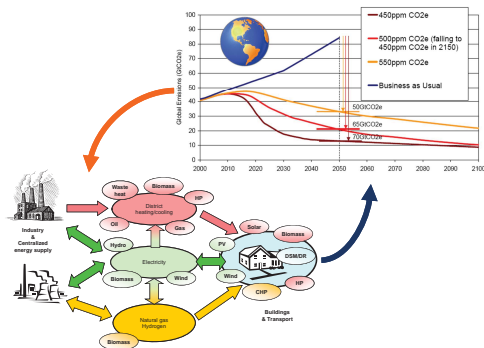 Global Emissions (GtCO2e)
100
90
80
70
60
50
40
30
20
10
0
2000
2010
2020
2030
2040
2050
2060
2070
2080
2090
2100
450ppm CO2e
500ppm CO2e (falling to
450ppm CO2e in 2150)
550ppm CO2e
Business as Usual
50GtCO2e
65GtCO2e
70GtCO2e
Waste
heat
Biomass
HP
District
heating/cooling
Oil
Gas
Industry
&
Centralized
energy supply
Hydro
Electricity
Biomass
Wind
Solar
Biomass
PV
DSM/DR
Wind
CHP
HP
Buildings
& Transport
Natural gas
Hydrogen
Biomass